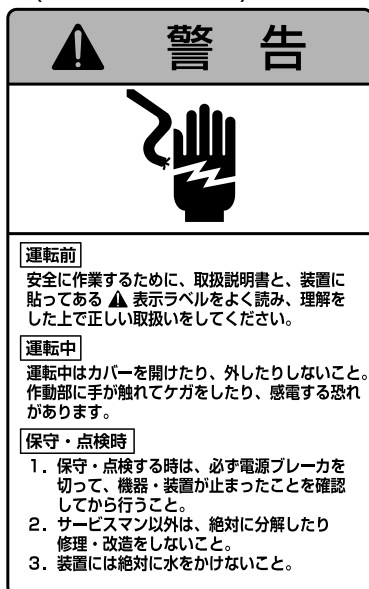 警告
運転前
安全に作業するために、取扱説明書と、装置に
貼ってある ⚠ 表示ラベルをよく読み、理解を
した上で正しい取扱いをしてください。
運転中
運転中はカバーを開けたり、外したりしないこと。
作動部に手が触れてケガをしたり、感電する恐れ
があります。
保守・点検時
1．保守・点検する時は、必ず電源ブレーカを
切って、機器・装置が止まったことを確認
してから行うこと。
2．サービスマン以外は、絶対に分解したり
修理・改造をしないこと。
3．装置には絶対に水をかけないこと。